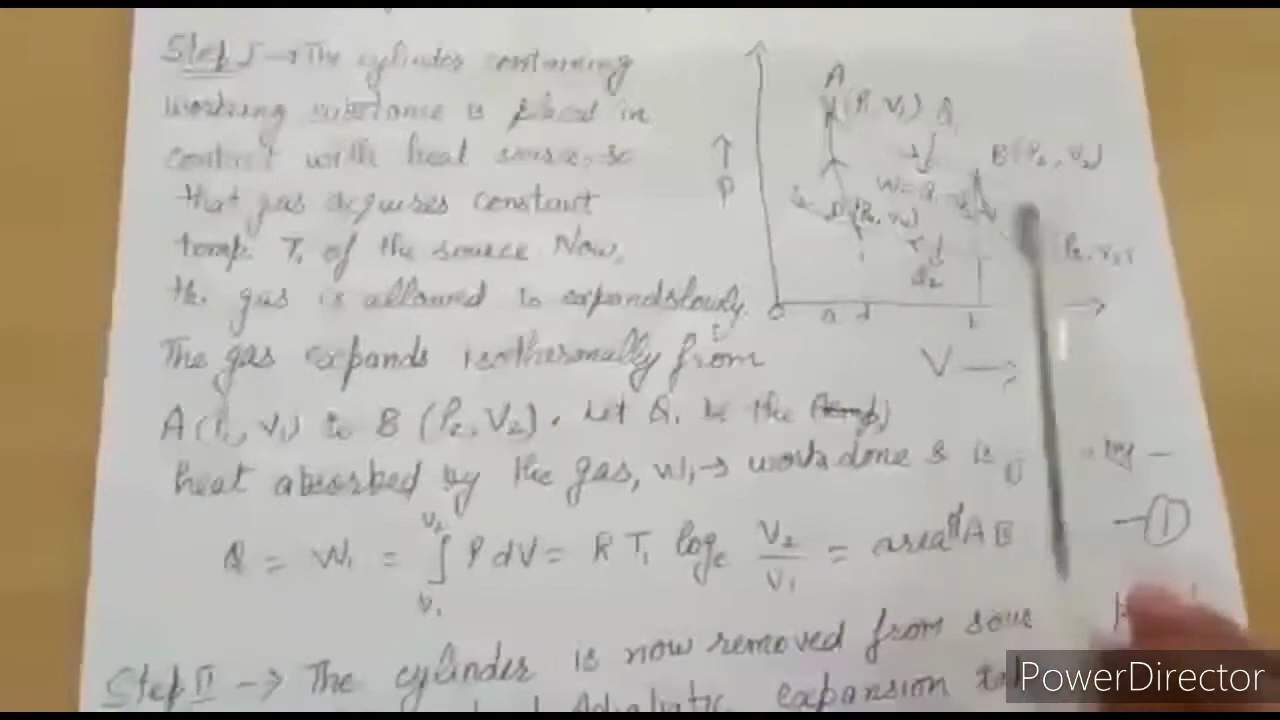 Step I → The cylinder containing
working substance is placed in
contact with heat source, so
that gas acquires constant
temp. T₁ of the source Now,
the gas is allowed to expand slowly.
The gas expands isothermally from
A (P₁, V₁) to B (P₂, V₂). Let Q₁ be the
heat absorbed by the gas, W₁ → work done & is
Q = W₁ = ∫ P dV = R T₁ logₑ V₂/V₁ = area AB
V₂
V₁
— ①
Step II → The cylinder is now removed from
Adiabatic expansion
A
(P₁, V₁)
B (P₂, V₂)
W = Q
D
Q₂
P
O
a d b
V →
PowerDirector